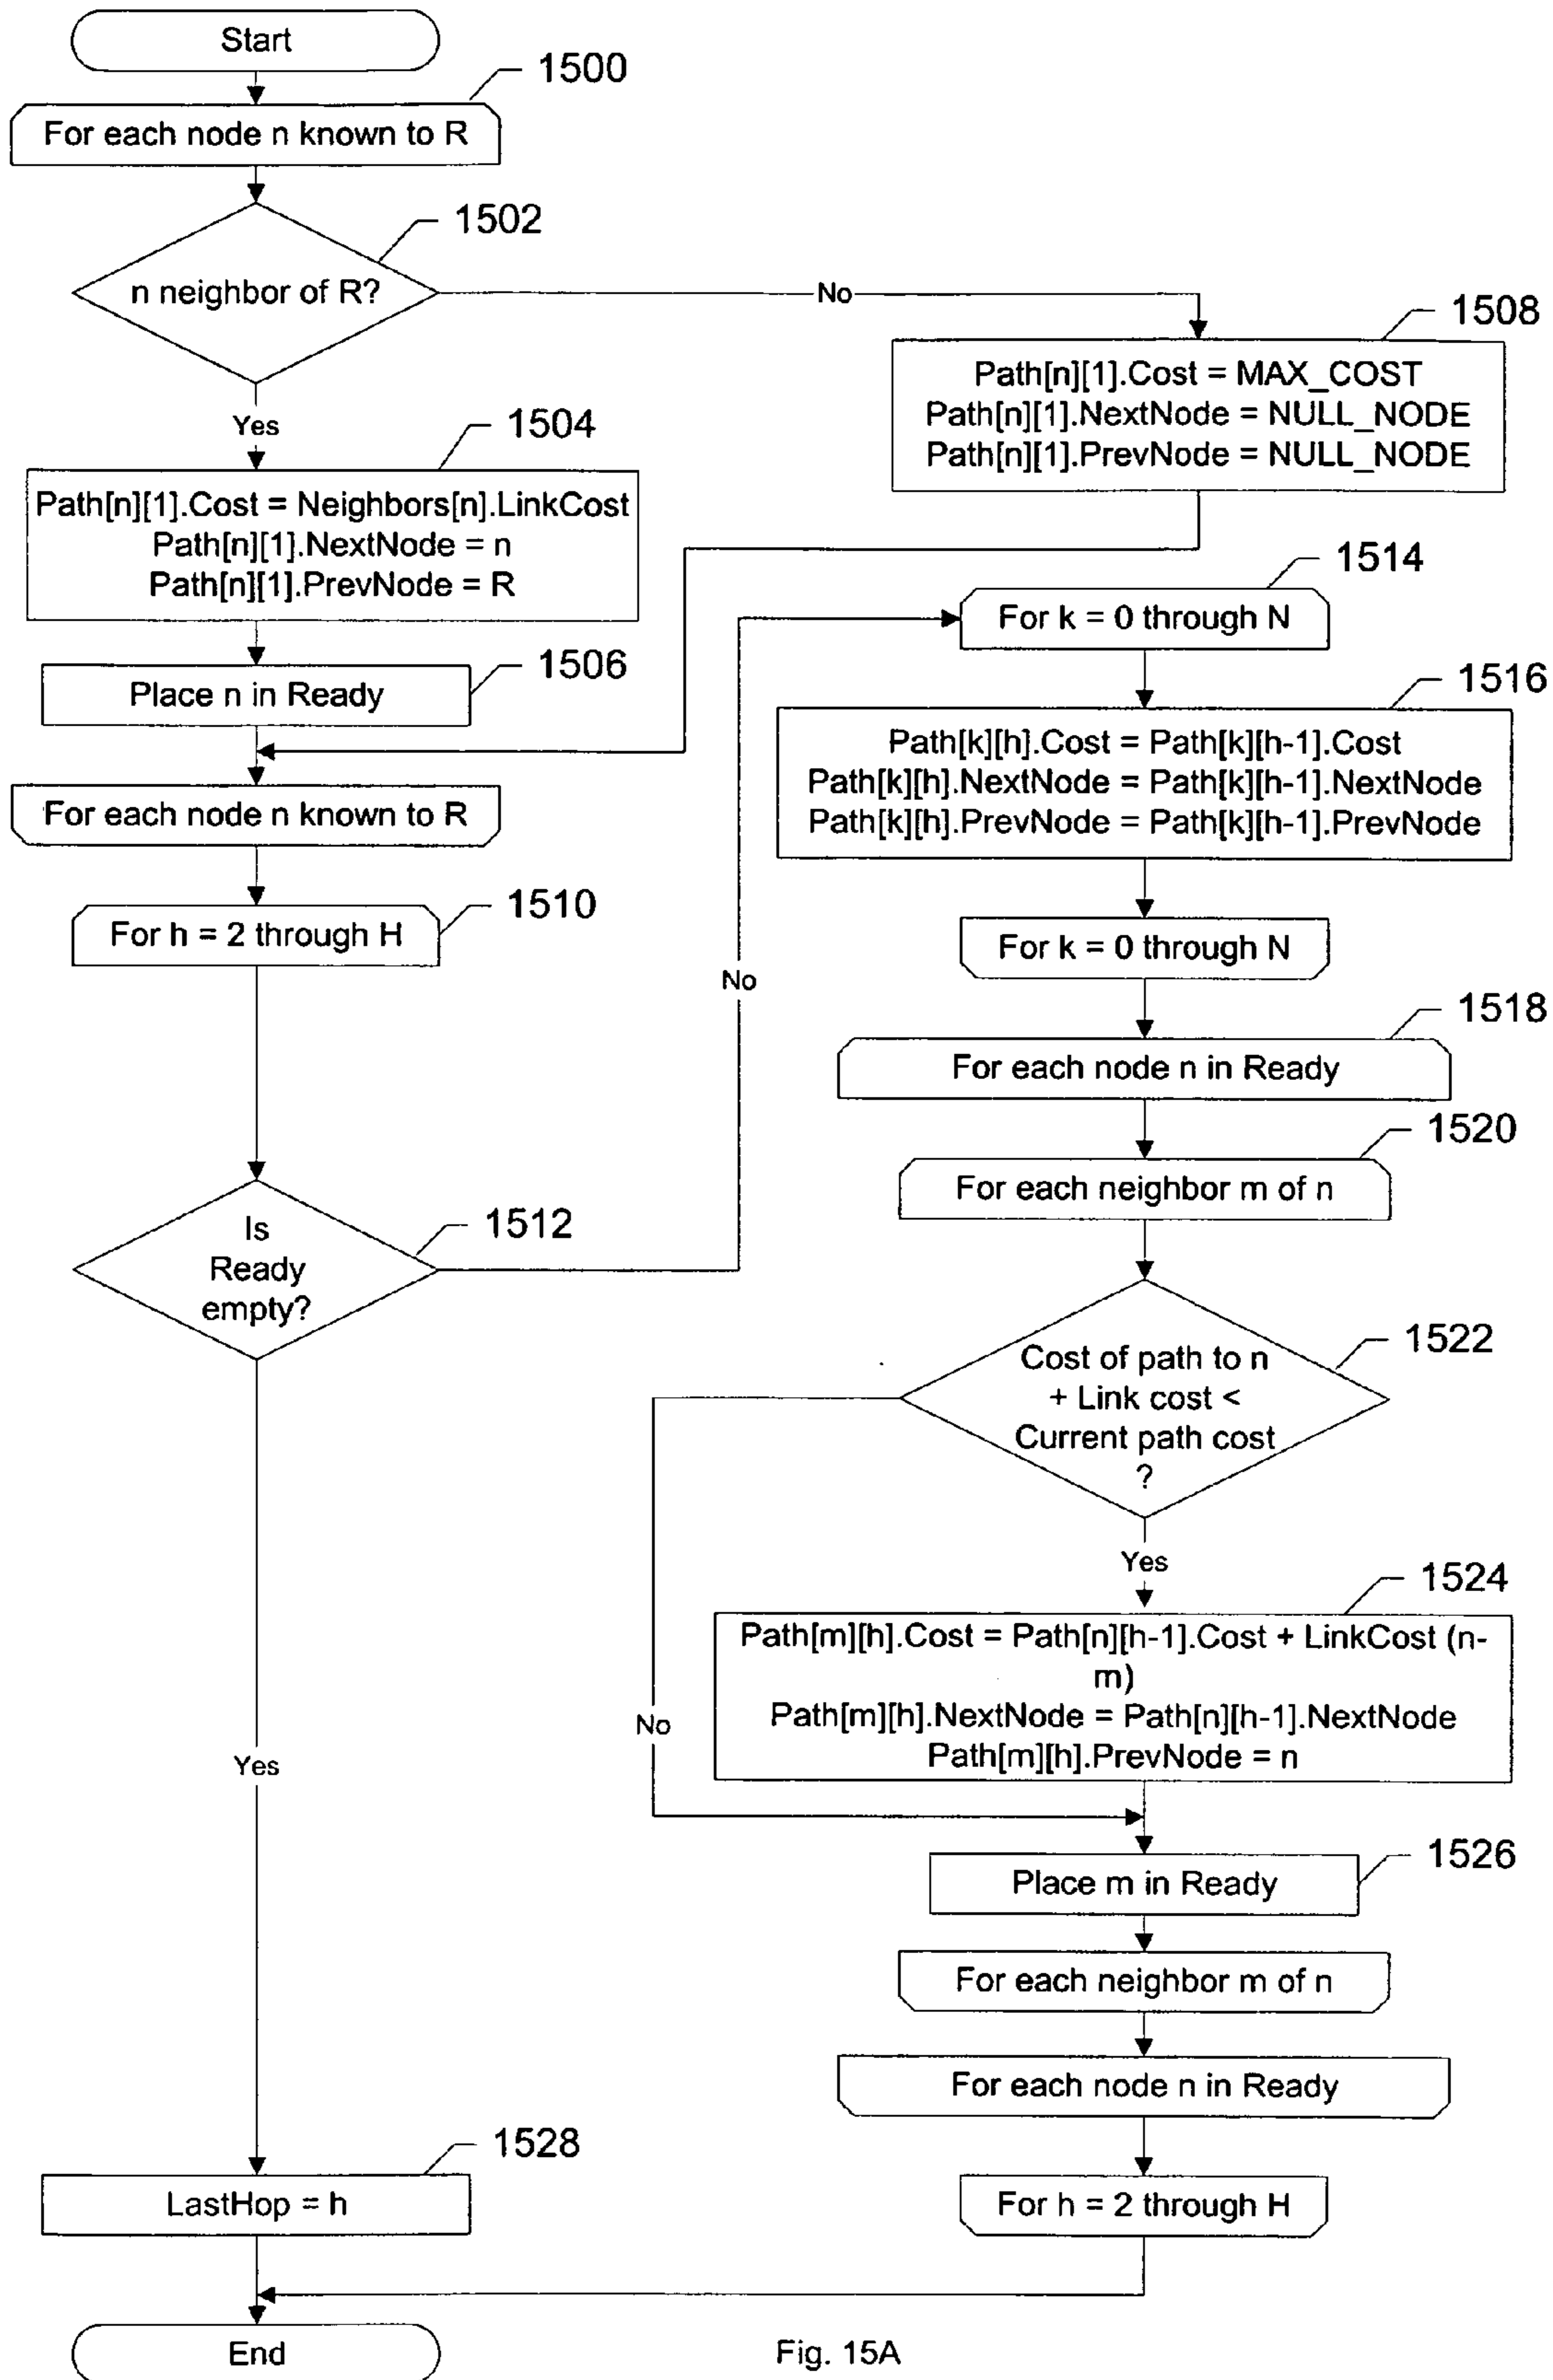 Start
1500
For each node n known to R
1502
n neighbor of R?
No
1508
Path[n][1].Cost = MAX_COST
Path[n][1].NextNode = NULL_NODE
Path[n][1].PrevNode = NULL_NODE
Yes
1504
Path[n][1].Cost = Neighbors[n].LinkCost
Path[n][1].NextNode = n
Path[n][1].PrevNode = R
1506
Place n in Ready
For each node n known to R
1510
For h = 2 through H
1512
Is
Ready
empty?
No
1514
For k = 0 through N
1516
Path[k][h].Cost = Path[k][h-1].Cost
Path[k][h].NextNode = Path[k][h-1].NextNode
Path[k][h].PrevNode = Path[k][h-1].PrevNode
For k = 0 through N
1518
For each node n in Ready
1520
For each neighbor m of n
1522
Cost of path to n
+ Link cost <
Current path cost
?
Yes
1524
Path[m][h].Cost = Path[n][h-1].Cost + LinkCost (n-
m)
Path[m][h].NextNode = Path[n][h-1].NextNode
Path[m][h].PrevNode = n
No
1526
Place m in Ready
For each neighbor m of n
For each node n in Ready
For h = 2 through H
Yes
1528
LastHop = h
End
Fig. 15A